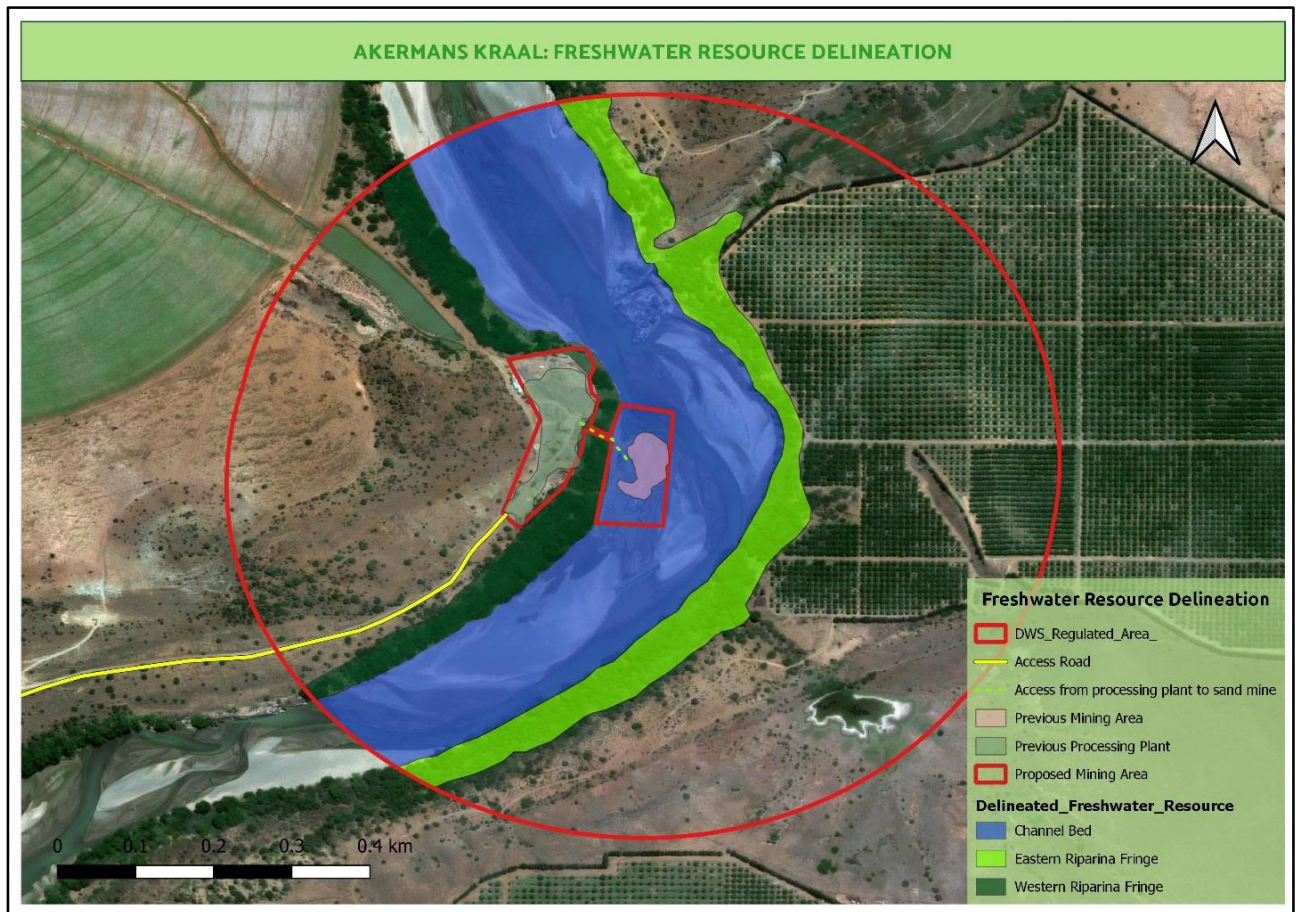 AKERMANS KRAAL: FRESHWATER RESOURCE DELINEATION
Freshwater Resource Delineation
DWS_Regulated_Area_
Access Road
Access from processing plant to sand mine
Previous Mining Area
Previous Processing Plant
Proposed Mining Area
Delineated_Freshwater_Resource
Channel Bed
Eastern Riparina Fringe
Western Riparina Fringe
0 0.1 0.2 0.3 0.4 km